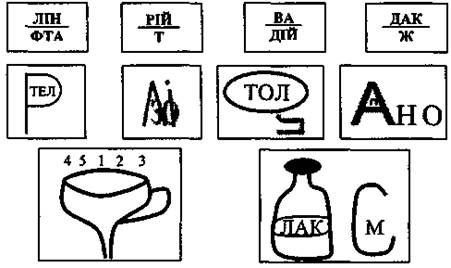 ЛІН
ФТА
РІЙ
Т
ВА
ДІЙ
ДАК
Ж
Р ТЕЛ
ТОЛ
А НО
4 5 1 2 3
ЛАК
С М